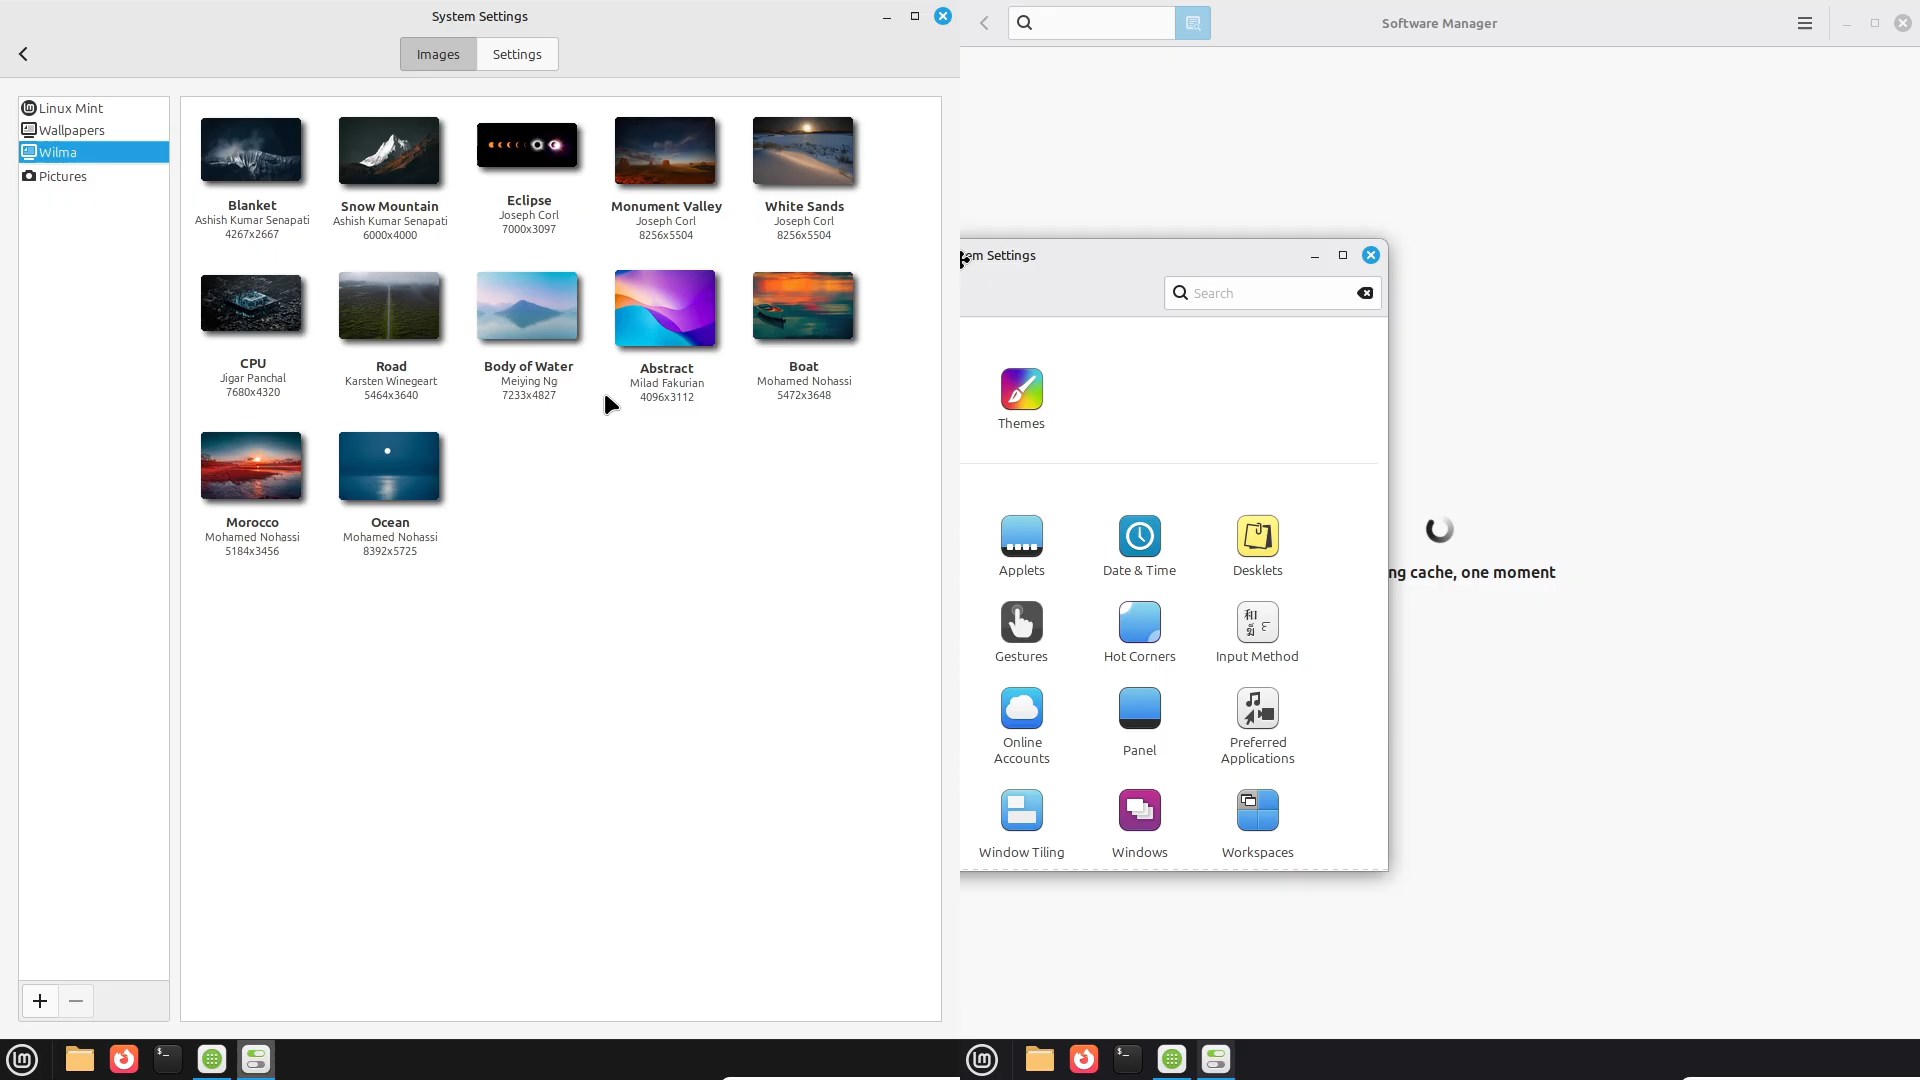 System Settings
Images
Settings
Linux Mint
Wallpapers
Wilma
Pictures
Blanket
Ashish Kumar Senapati
4267x2667
Snow Mountain
Ashish Kumar Senapati
6000x4000
Eclipse
Joseph Corl
7000x3097
Monument Valley
Joseph Corl
8256x5504
White Sands
Joseph Corl
8256x5504
CPU
Jigar Panchal
7680x4320
Road
Karsten Winegeart
5464x3640
Body of Water
Meiying Ng
7233x4827
Abstract
Milad Fakurian
4096x3112
Boat
Mohamed Nohassi
5472x3648
Morocco
Mohamed Nohassi
5184x3456
Ocean
Mohamed Nohassi
8392x5725
Software Manager
em Settings
Search
Themes
Applets
Date & Time
Desklets
Gestures
Hot Corners
Input Method
Online
Accounts
Panel
Preferred
Applications
Window Tiling
Windows
Workspaces
ng cache, one moment